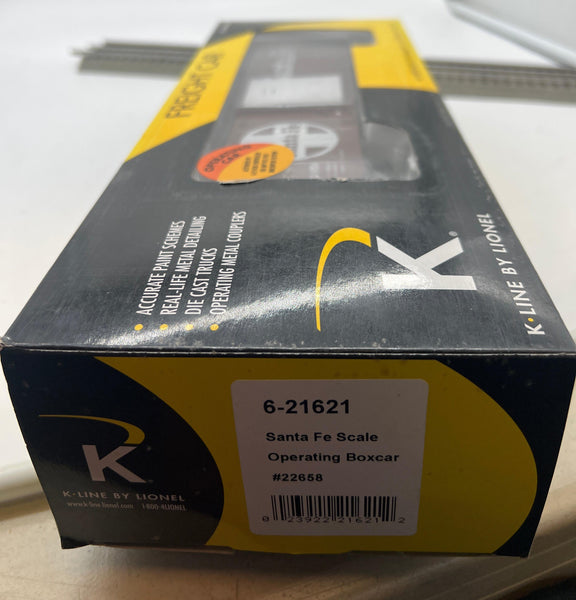 FREIGHT CAR
OPERATING
CAR
• ACCURATE PAINT SCHEMES
• REAL-LIFE METAL DETAILING
• DIE CAST TRUCKS
• OPERATING METAL COUPLERS
K
®
K•LINE BY LIONEL
K
K•LINE BY LIONEL
www.k-line.lionel.com 1-800-4LIONEL
6-21621
Santa Fe Scale
Operating Boxcar
#22658
0 23922 21621 2